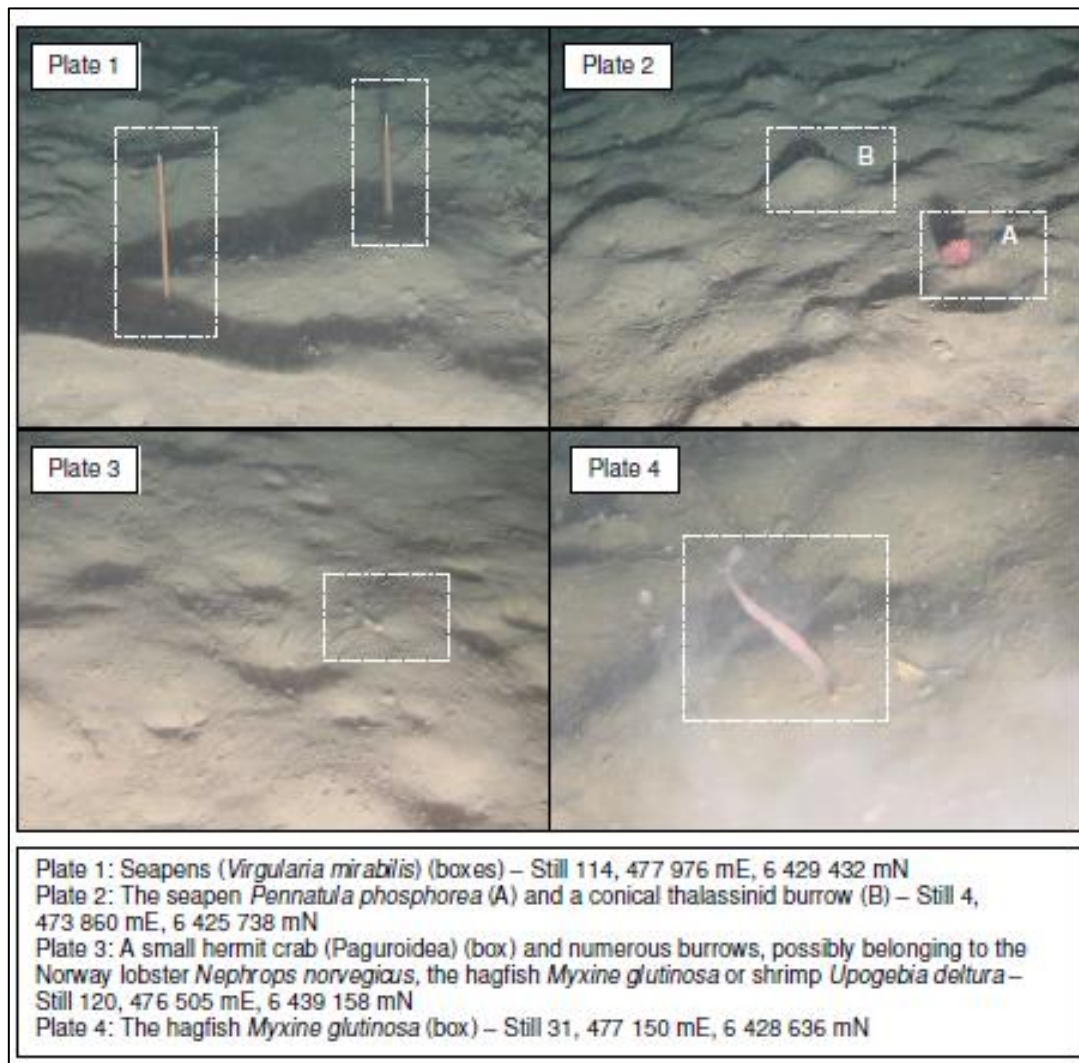 Plate 1
Plate 2
B
A
Plate 3
Plate 4
Plate 1: Seapens (Virgularia mirabilis) (boxes) – Still 114, 477 976 mE, 6 429 432 mN
Plate 2: The seapen Pennatula phosphorea (A) and a conical thalassinid burrow (B) – Still 4,
473 860 mE, 6 425 738 mN
Plate 3: A small hermit crab (Paguroidea) (box) and numerous burrows, possibly belonging to the
Norway lobster Nephrops norvegicus, the hagfish Myxine glutinosa or shrimp Upogebia deltura –
Still 120, 476 505 mE, 6 439 158 mN
Plate 4: The hagfish Myxine glutinosa (box) – Still 31, 477 150 mE, 6 428 636 mN